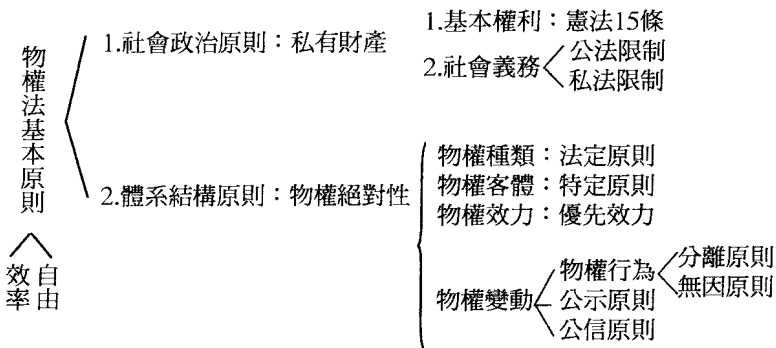 物權法基本原則
效率
自由
1.社會政治原則：私有財產
1.基本權利：憲法15條
2.社會義務
公法限制
私法限制
2.體系結構原則：物權絕對性
物權種類：法定原則
物權客體：特定原則
物權效力：優先效力
物權變動
物權行為
分離原則
無因原則
公示原則
公信原則